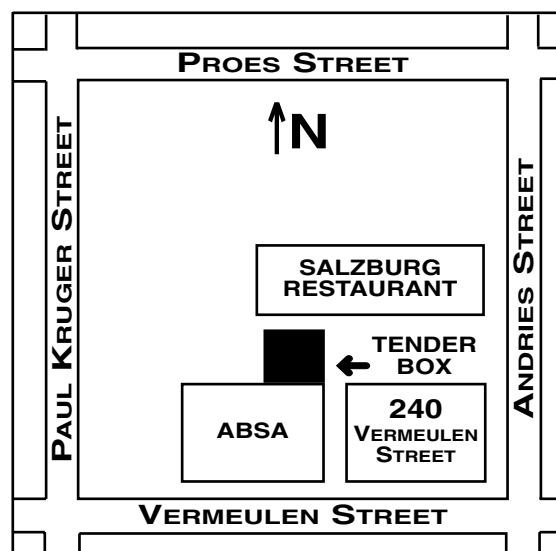 PROES STREET
N
PAUL KRUGER STREET
ANDRIES STREET
SALZBURG
RESTAURANT
TENDER
BOX
ABSA
240
VERMEULEN
STREET
VERMEULEN STREET